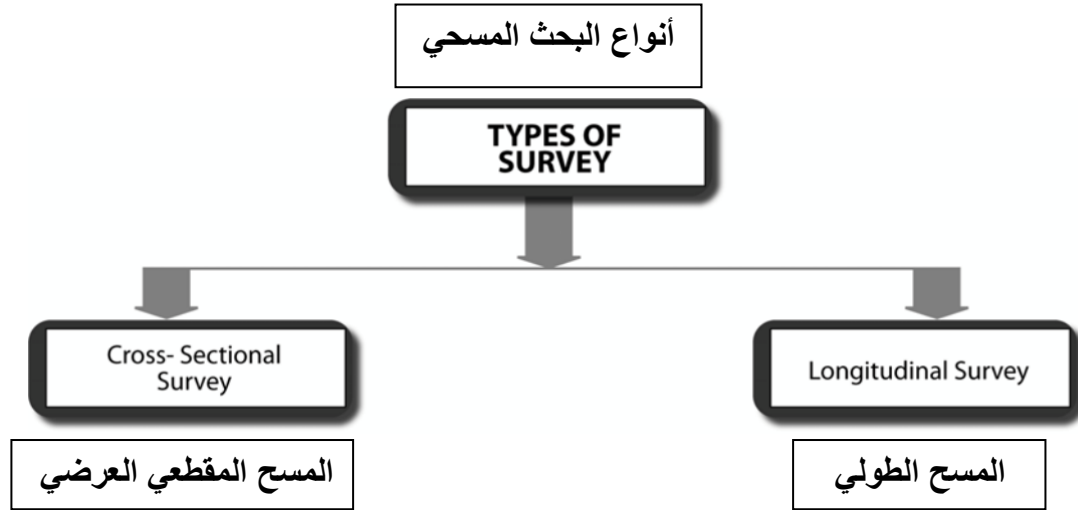 أنواع البحث المسحي
TYPES OF
SURVEY
Cross- Sectional
Survey
Longitudinal Survey
المسح المقطعي العرضي
المسح الطولي